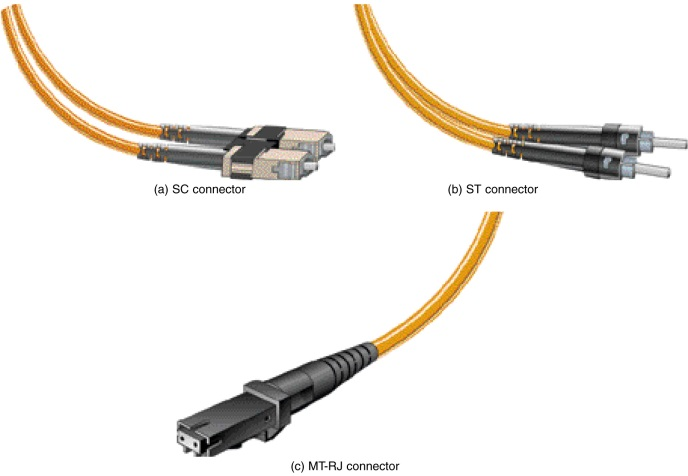 (a) SC connector
(b) ST connector
(c) MT-RJ connector